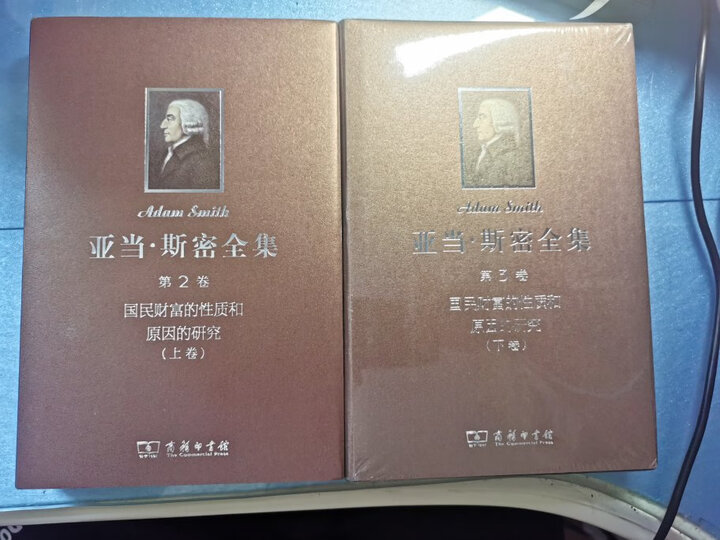 Adam Smith
亚当·斯密全集
第2卷
国民财富的性质和
原因的研究
(上卷)
商务印书馆
The Commercial Press
Adam Smith
亚当·斯密全集
第3卷
国民财富的性质和
原因的研究
(下卷)
商务印书馆
The Commercial Press